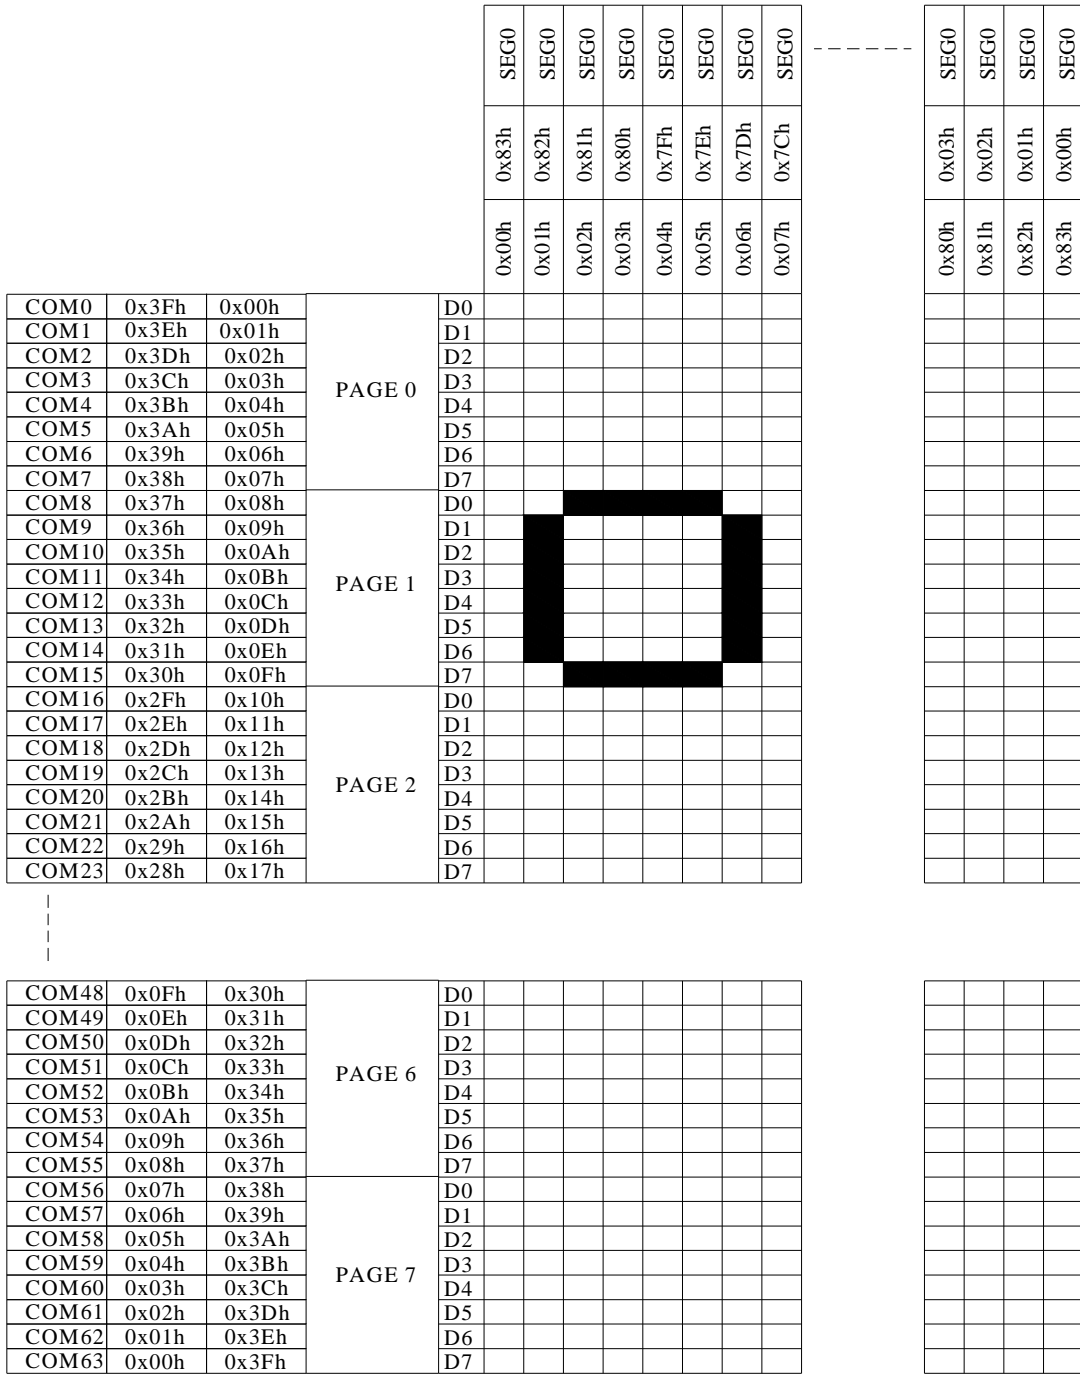 SEG0 SEG0 SEG0 SEG0 SEG0 SEG0 SEG0 SEG0 SEG0 SEG0 SEG0 SEG0
0x83h 0x82h 0x81h 0x80h 0x7Fh 0x7Eh 0x7Dh 0x7Ch 0x03h 0x02h 0x01h 0x00h
0x00h 0x01h 0x02h 0x03h 0x04h 0x05h 0x06h 0x07h 0x80h 0x81h 0x82h 0x83h
COM0 0x3Fh 0x00h D0
COM1 0x3Eh 0x01h D1
COM2 0x3Dh 0x02h D2
COM3 0x3Ch 0x03h PAGE 0 D3
COM4 0x3Bh 0x04h D4
COM5 0x3Ah 0x05h D5
COM6 0x39h 0x06h D6
COM7 0x38h 0x07h D7
COM8 0x37h 0x08h D0
COM9 0x36h 0x09h D1
COM10 0x35h 0x0Ah D2
COM11 0x34h 0x0Bh PAGE 1 D3
COM12 0x33h 0x0Ch D4
COM13 0x32h 0x0Dh D5
COM14 0x31h 0x0Eh D6
COM15 0x30h 0x0Fh D7
COM16 0x2Fh 0x10h D0
COM17 0x2Eh 0x11h D1
COM18 0x2Dh 0x12h D2
COM19 0x2Ch 0x13h PAGE 2 D3
COM20 0x2Bh 0x14h D4
COM21 0x2Ah 0x15h D5
COM22 0x29h 0x16h D6
COM23 0x28h 0x17h D7
COM48 0x0Fh 0x30h D0
COM49 0x0Eh 0x31h D1
COM50 0x0Dh 0x32h D2
COM51 0x0Ch 0x33h PAGE 6 D3
COM52 0x0Bh 0x34h D4
COM53 0x0Ah 0x35h D5
COM54 0x09h 0x36h D6
COM55 0x08h 0x37h D7
COM56 0x07h 0x38h D0
COM57 0x06h 0x39h D1
COM58 0x05h 0x3Ah D2
COM59 0x04h 0x3Bh PAGE 7 D3
COM60 0x03h 0x3Ch D4
COM61 0x02h 0x3Dh D5
COM62 0x01h 0x3Eh D6
COM63 0x00h 0x3Fh D7